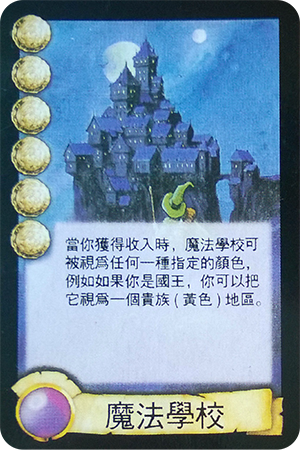 當你獲得收入時，魔法學校可
被視爲任何一種指定的顏色，
例如如果你是國王，你可以把
它視爲一個貴族(黃色)地區。
魔法學校